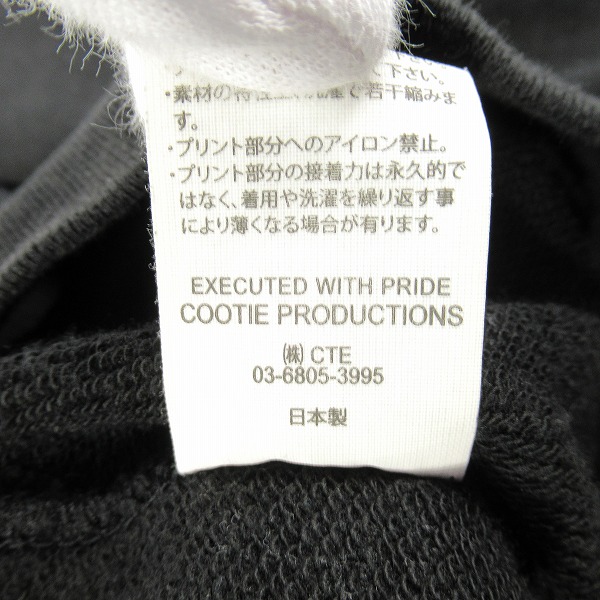 下さい。
・素材の特性上、洗濯で若干縮みま
す。
・プリント部分へのアイロン禁止。
・プリント部分の接着力は永久的で
はなく、着用や洗濯を繰り返す事
により薄くなる場合が有ります。
EXECUTED WITH PRIDE
COOTIE PRODUCTIONS
㈱ CTE
03-6805-3995
日本製